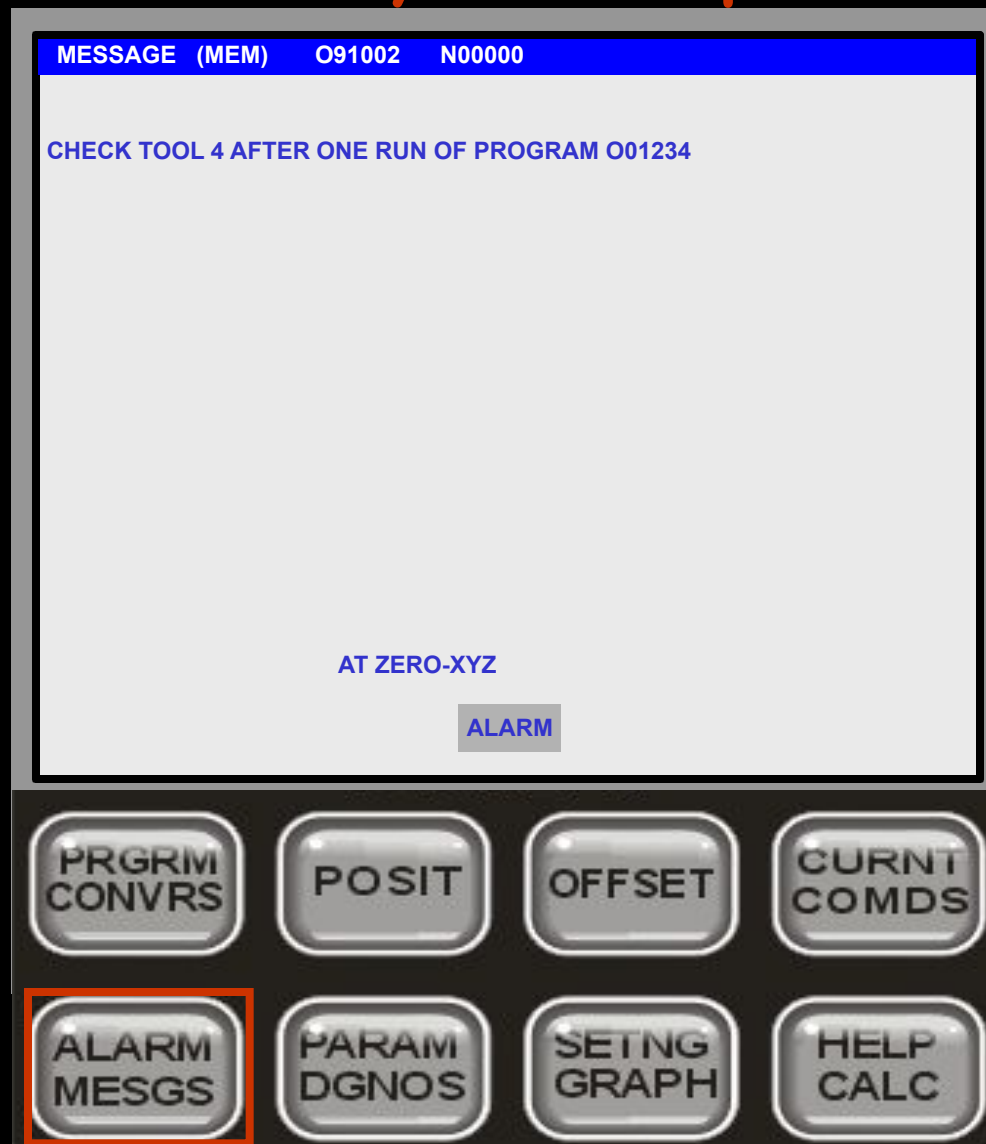 MESSAGE (MEM) O91002 N00000
CHECK TOOL 4 AFTER ONE RUN OF PROGRAM O01234
AT ZERO-XYZ
ALARM
PRGRM
CONVRS
POSIT
OFFSET
CURNT
COMDS
ALARM
MESGS
PARAM
DGNOS
SETNG
GRAPH
HELP
CALC